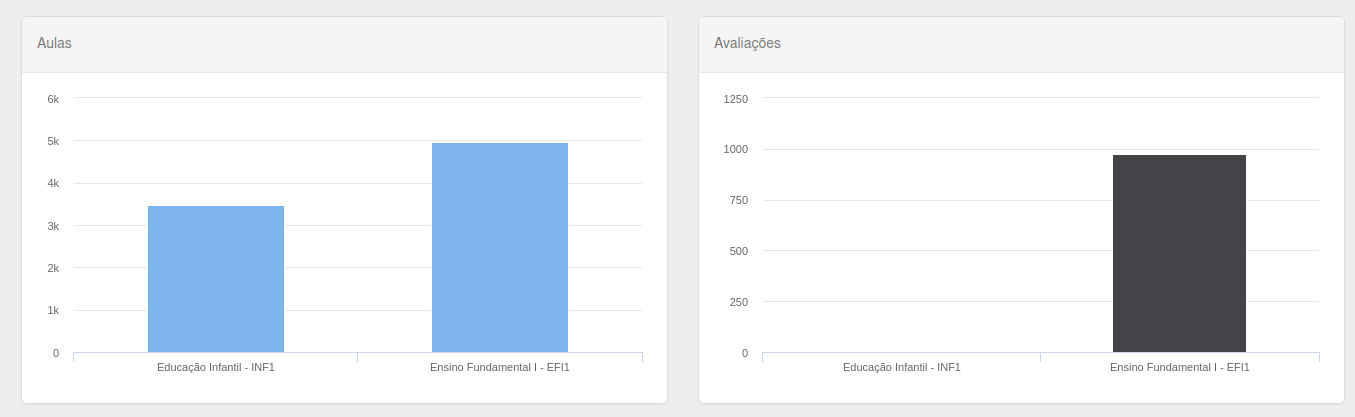 Aulas
6k
5k
4k
3k
2k
1k
0
Educação Infantil - INF1
Ensino Fundamental I - EFI1
Avaliações
1250
1000
750
500
250
0
Educação Infantil - INF1
Ensino Fundamental I - EFI1